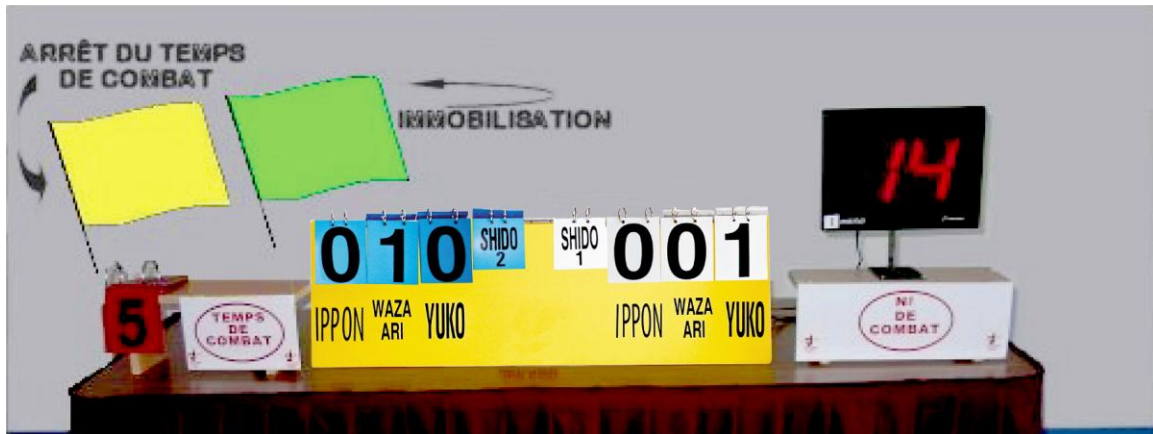 ARRÊT DU TEMPS
DE COMBAT
IMMOBILISATION
14
0 1 0
SHIDO
2
SHIDO
1
0 0 1
IPPON
WAZA
ARI
YUKO
IPPON
WAZA
ARI
YUKO
5
TEMPS
DE
COMBAT
N!
DE
COMBAT